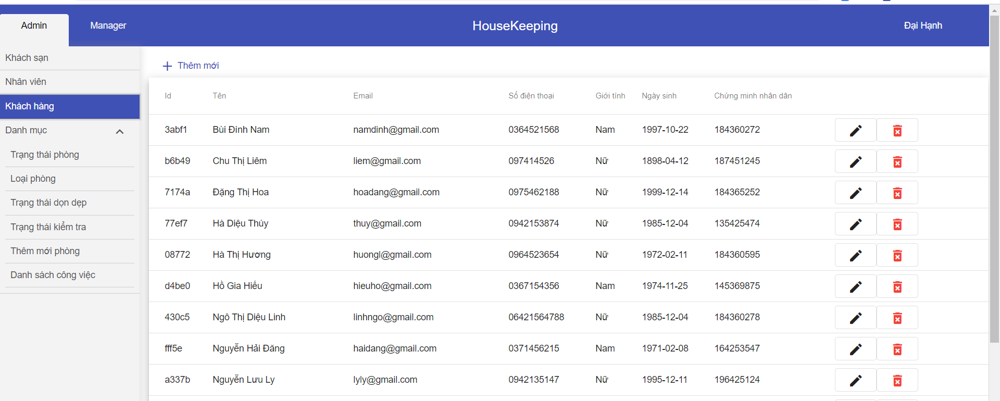 Admin Manager HouseKeeping Đại Hạnh
Khách sạn
Nhân viên
Khách hàng
Danh mục
Trạng thái phòng
Loại phòng
Trạng thái dọn dẹp
Trạng thái kiểm tra
Thêm mới phòng
Danh sách công việc
Thêm mới
Id Tên Email Số điện thoại Giới tính Ngày sinh Chứng minh nhân dân
3abf1 Bùi Đình Nam namdinh@gmail.com 0364521568 Nam 1997-10-22 184360272
b6b49 Chu Thị Liêm liem@gmail.com 097414526 Nữ 1898-04-12 187451245
7174a Đặng Thị Hoa hoadang@gmail.com 0975462188 Nữ 1999-12-14 184365252
77ef7 Hà Diệu Thúy thuy@gmail.com 0942153874 Nữ 1985-12-04 135425474
08772 Hà Thị Hương huongl@gmail.com 0964523654 Nữ 1972-02-11 184360595
d4be0 Hồ Gia Hiếu hieuho@gmail.com 0367154356 Nam 1974-11-25 145369875
430c5 Ngô Thị Diệu Linh linhngo@gmail.com 06421564788 Nữ 1985-12-04 184360278
fff5e Nguyễn Hải Đăng haidang@gmail.com 0371456215 Nam 1971-02-08 164253547
a337b Nguyễn Lưu Ly lyly@gmail.com 0942135147 Nữ 1995-12-11 196425124